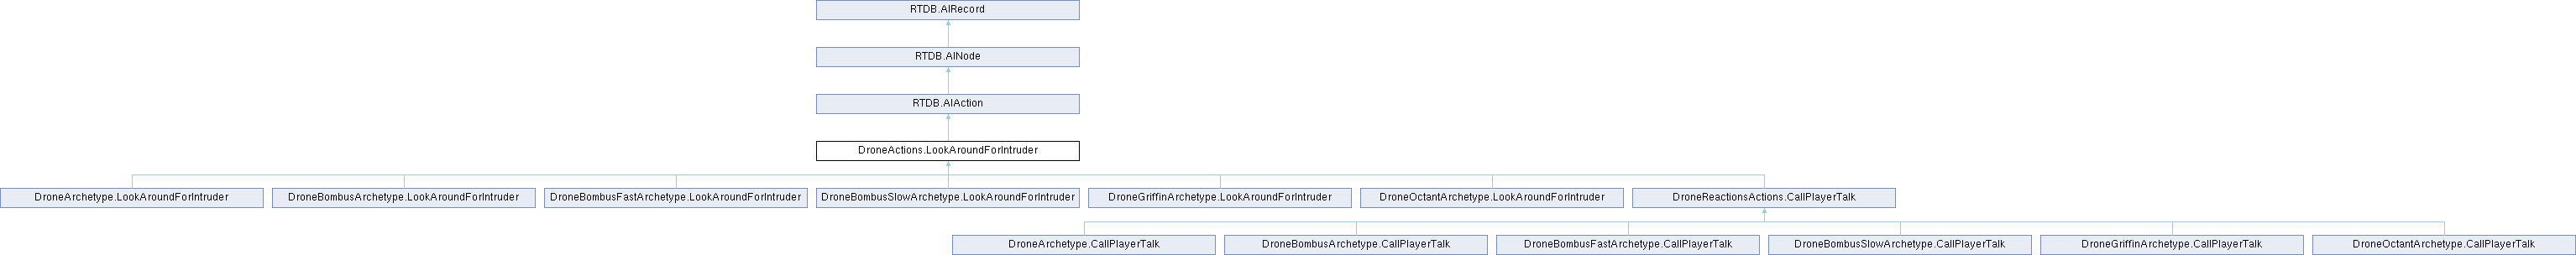 RTDB.AIRecord
RTDB.AINode
RTDB.AIAction
DroneActions.LookAroundForIntruder
DroneArchetype.LookAroundForIntruder
DroneBombusArchetype.LookAroundForIntruder
DroneBombusFastArchetype.LookAroundForIntruder
DroneBombusSlowArchetype.LookAroundForIntruder
DroneGriffinArchetype.LookAroundForIntruder
DroneOctantArchetype.LookAroundForIntruder
DroneReactionsActions.CallPlayerTalk
DroneArchetype.CallPlayerTalk
DroneBombusArchetype.CallPlayerTalk
DroneBombusFastArchetype.CallPlayerTalk
DroneBombusSlowArchetype.CallPlayerTalk
DroneGriffinArchetype.CallPlayerTalk
DroneOctantArchetype.CallPlayerTalk